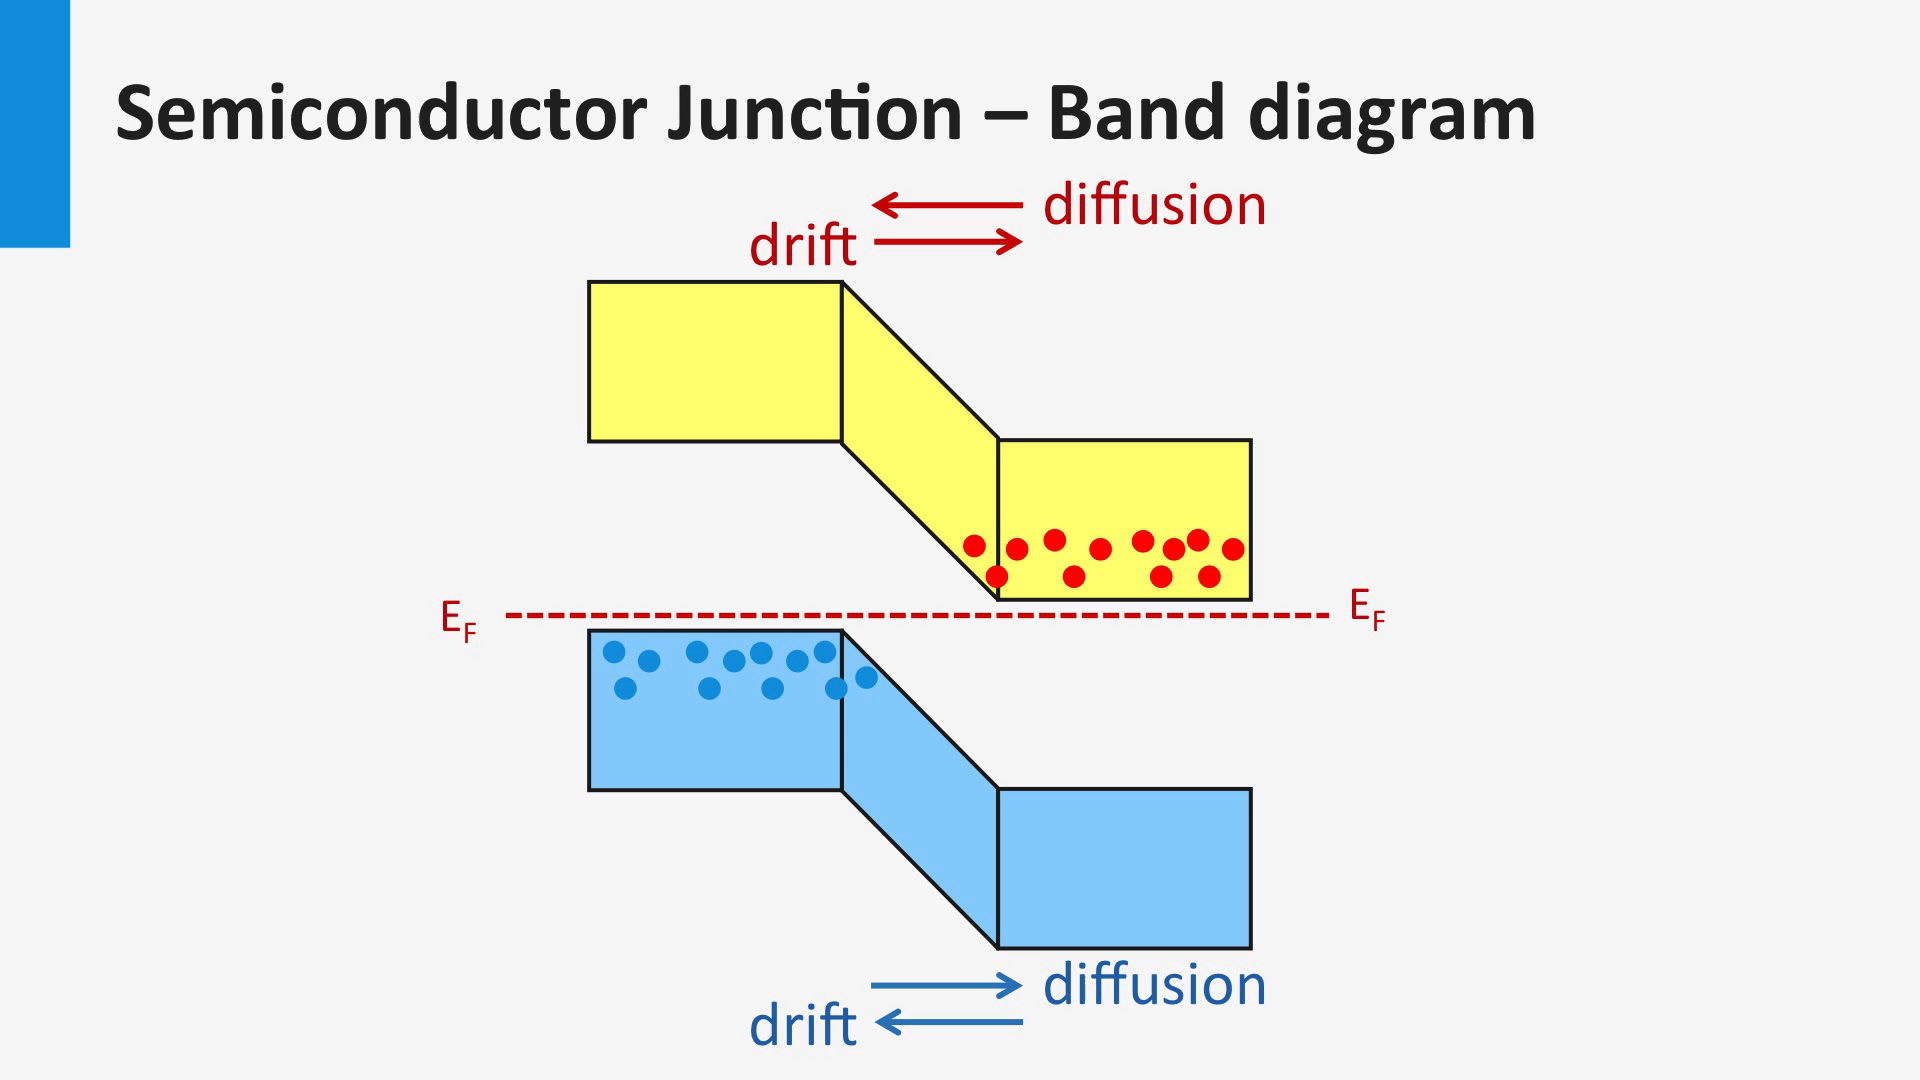 Semiconductor Junction – Band diagram
diffusion
drift
E_F
E_F
diffusion
drift